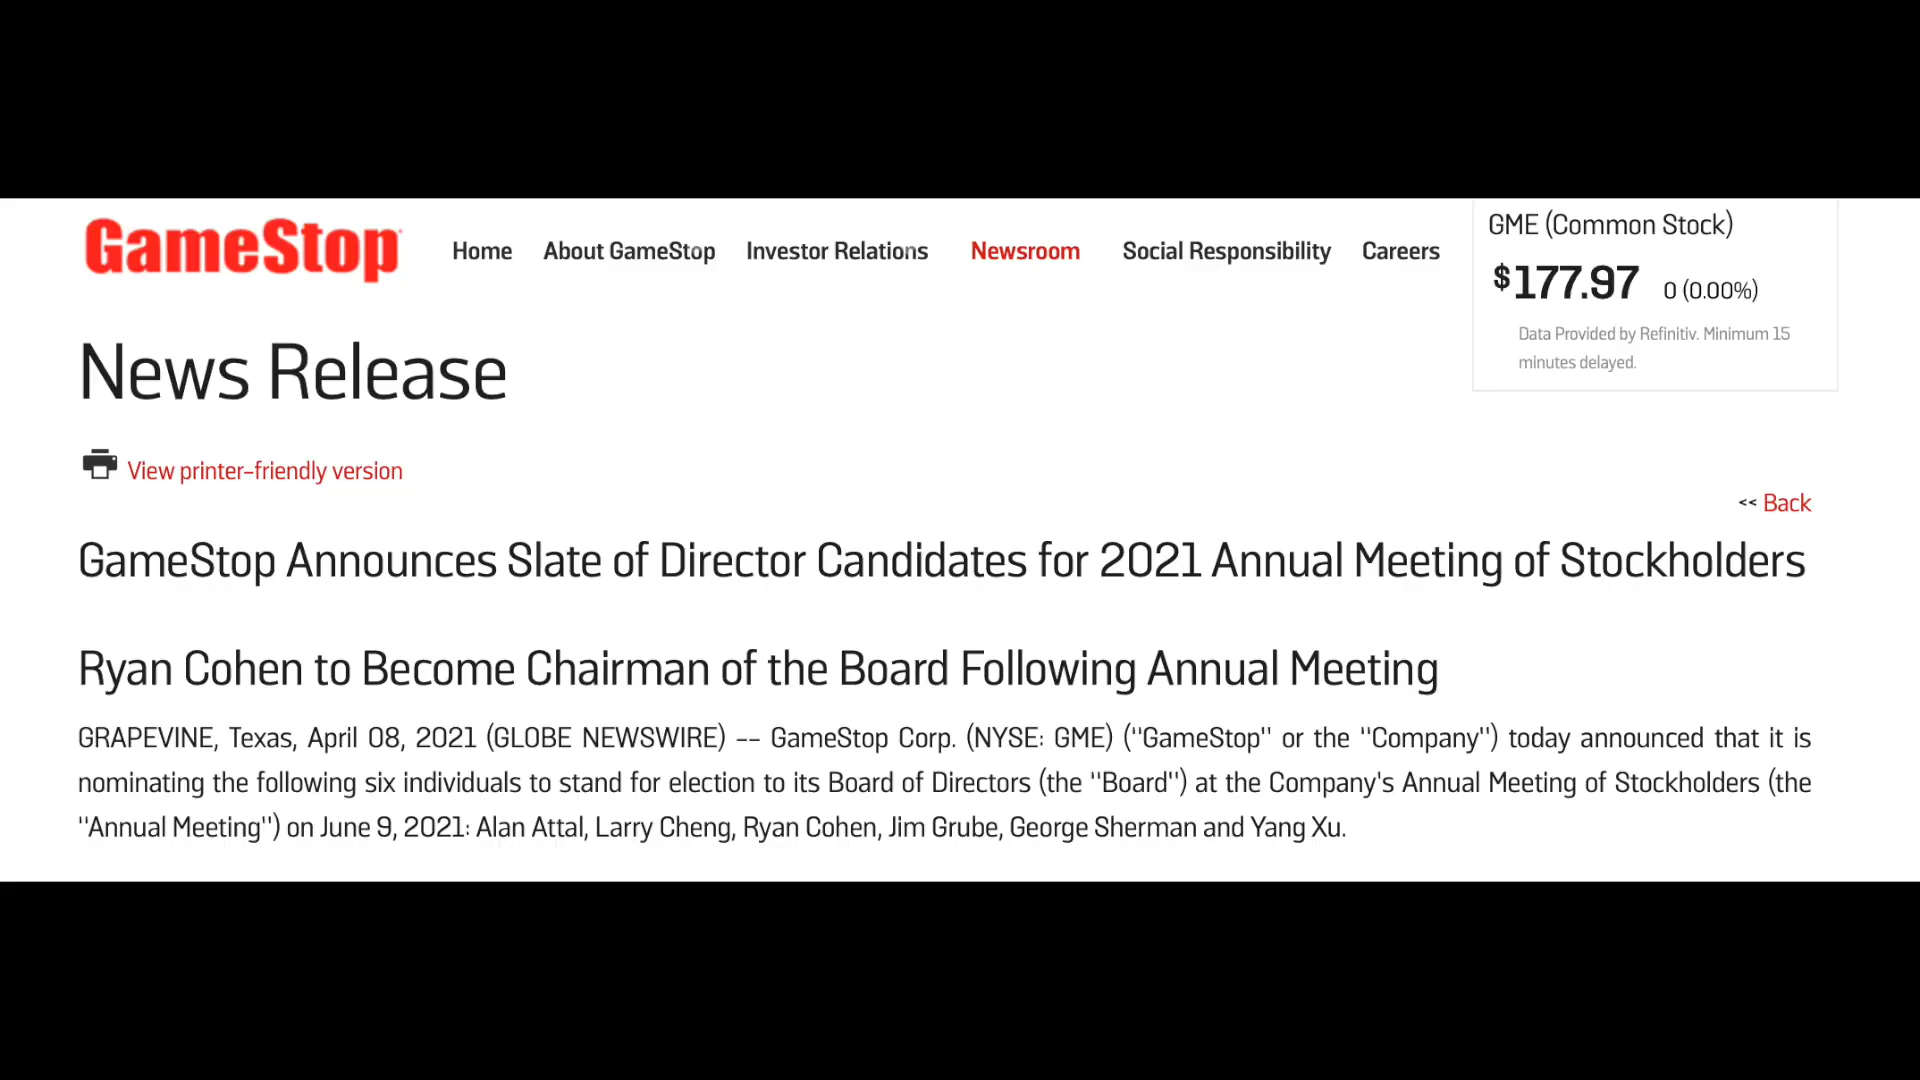 GameStop
Home About GameStop Investor Relations Newsroom Social Responsibility Careers
GME (Common Stock)
$177.97 0 (0.00%)
Data Provided by Refinitiv. Minimum 15
minutes delayed.
News Release
View printer-friendly version
<< Back
GameStop Announces Slate of Director Candidates for 2021 Annual Meeting of Stockholders
Ryan Cohen to Become Chairman of the Board Following Annual Meeting
GRAPEVINE, Texas, April 08, 2021 (GLOBE NEWSWIRE) -- GameStop Corp. (NYSE: GME) ("GameStop" or the "Company") today announced that it is
nominating the following six individuals to stand for election to its Board of Directors (the "Board") at the Company's Annual Meeting of Stockholders (the
"Annual Meeting") on June 9, 2021: Alan Attal, Larry Cheng, Ryan Cohen, Jim Grube, George Sherman and Yang Xu.